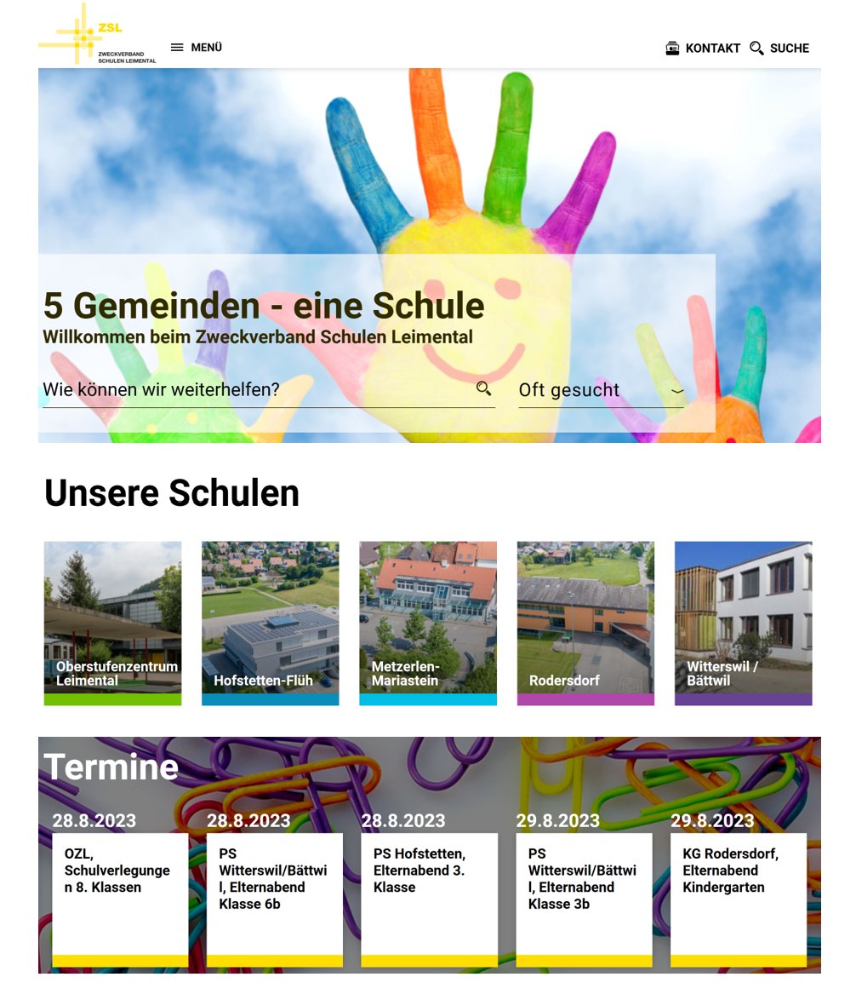 ZSL
ZWECKVERBAND
SCHULEN LEIMENTAL
MENÜ
KONTAKT
SUCHE
5 Gemeinden - eine Schule
Willkommen beim Zweckverband Schulen Leimental
Wie können wir weiterhelfen?
Oft gesucht
Unsere Schulen
Oberstufenzentrum
Leimental
Hofstetten-Flüh
Metzerlen-
Mariastein
Rodersdorf
Witterswil /
Bättwil
Termine
28.8.2023
OZL,
Schulverlegunge
n 8. Klassen
28.8.2023
PS
Witterswil/Bättwi
l, Elternabend
Klasse 6b
28.8.2023
PS Hofstetten,
Elternabend 3.
Klasse
29.8.2023
PS
Witterswil/Bättwi
l, Elternabend
Klasse 3b
29.8.2023
KG Rodersdorf,
Elternabend
Kindergarten